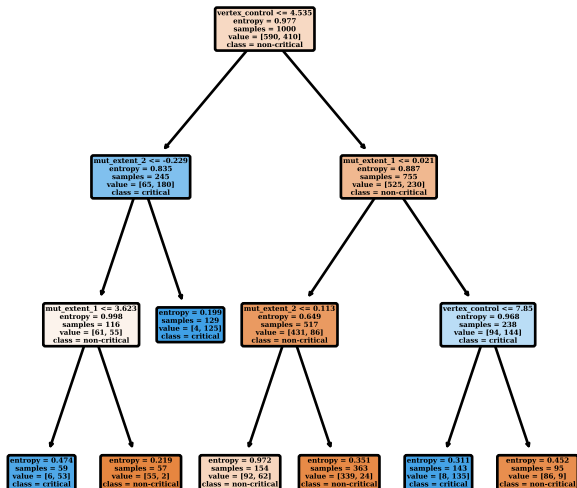 vertex_control <= 4.535
entropy = 0.977
samples = 1000
value = [590, 410]
class = non-critical
mut_extent_2 <= -0.229
entropy = 0.835
samples = 245
value = [65, 180]
class = critical
mut_extent_1 <= 0.021
entropy = 0.887
samples = 755
value = [525, 230]
class = non-critical
mut_extent_1 <= 3.623
entropy = 0.998
samples = 116
value = [61, 55]
class = non-critical
entropy = 0.199
samples = 129
value = [4, 125]
class = critical
mut_extent_2 <= 0.113
entropy = 0.649
samples = 517
value = [431, 86]
class = non-critical
vertex_control <= 7.85
entropy = 0.968
samples = 238
value = [94, 144]
class = critical
entropy = 0.474
samples = 59
value = [6, 53]
class = critical
entropy = 0.219
samples = 57
value = [55, 2]
class = non-critical
entropy = 0.972
samples = 154
value = [92, 62]
class = non-critical
entropy = 0.351
samples = 363
value = [339, 24]
class = non-critical
entropy = 0.311
samples = 143
value = [8, 135]
class = critical
entropy = 0.452
samples = 95
value = [86, 9]
class = non-critical